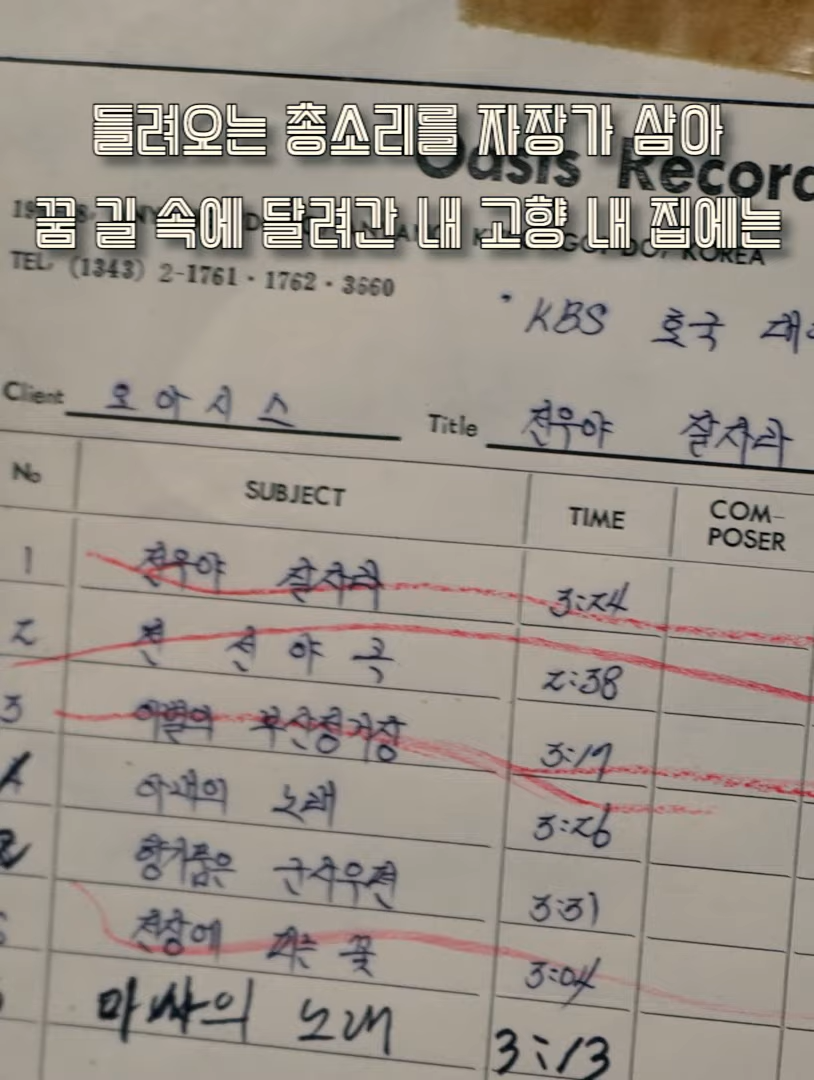 들려오는 총소리를 자장가 삼아
꿈 길 속에 달려간 내 고향 내 집에는
Oasis Record
KOREA
TEL. (1343) 2-1761 · 1762 · 3660
KBS 호국
Client 오아시스 Title 전우야 잘자라
No SUBJECT TIME COM-POSER
1 전우야 잘자라 3:24
2 전선야곡 2:38
3 이별의 부산정거장 3:17
아내의 노래 3:26
향기품은 군사우편 3:31
전장에 피는 꽃 3:04
마샤의 노래 3:13